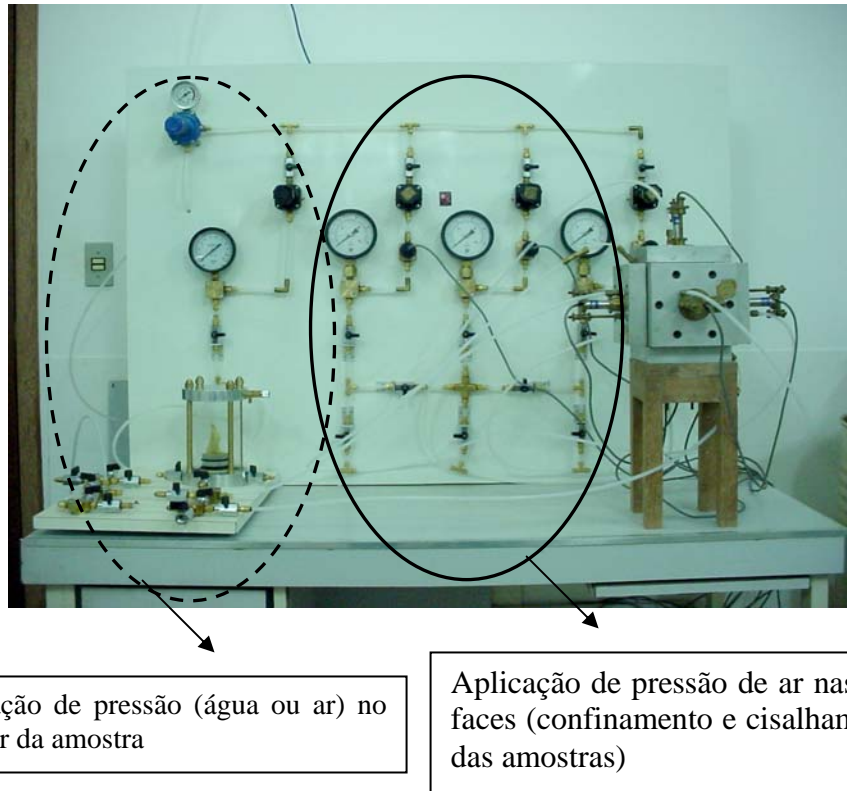 ção de pressão (água ou ar) no
r da amostra
Aplicação de pressão de ar nas
faces (confinamento e cisalham
das amostras)